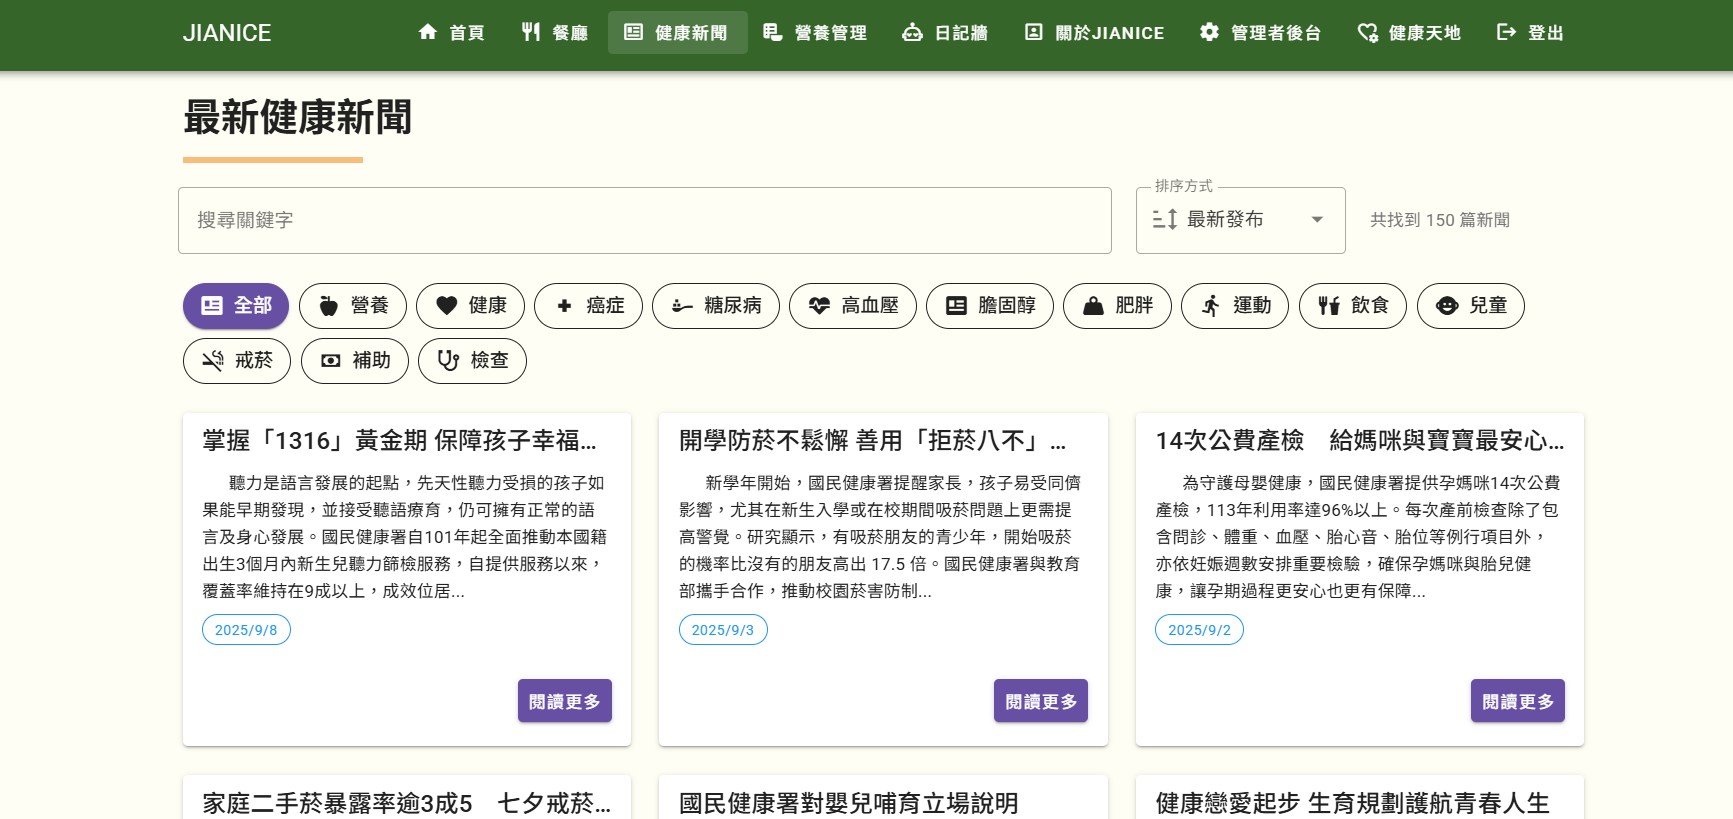 JIANICE
首頁
餐廳
健康新聞
營養管理
日記牆
關於JIANICE
管理者後台
健康天地
登出
最新健康新聞
搜尋關鍵字
排序方式
最新發布
共找到 150 篇新聞
全部
營養
健康
癌症
糖尿病
高血壓
膽固醇
肥胖
運動
飲食
兒童
戒菸
補助
檢查
掌握「1316」黃金期 保障孩子幸福...
聽力是語言發展的起點，先天性聽力受損的孩子如
果能早期發現，並接受聽語療育，仍可擁有正常的語
言及身心發展。國民健康署自101年起全面推動本國籍
出生3個月內新生兒聽力篩檢服務，自提供服務以來，
覆蓋率維持在9成以上，成效位居...
2025/9/8
閱讀更多
開學防菸不鬆懈 善用「拒菸八不」...
新學年開始，國民健康署提醒家長，孩子易受同儕
影響，尤其在新生入學或在校期間吸菸問題上更需提
高警覺。研究顯示，有吸菸朋友的青少年，開始吸菸
的機率比沒有的朋友高出 17.5 倍。國民健康署與教育
部攜手合作，推動校園菸害防制...
2025/9/3
閱讀更多
14次公費產檢　給媽咪與寶寶最安心...
為守護母嬰健康，國民健康署提供孕媽咪14次公費
產檢，113年利用率達96%以上。每次產前檢查除了包
含問診、體重、血壓、胎心音、胎位等例行項目外，
亦依妊娠週數安排重要檢驗，確保孕媽咪與胎兒健
康，讓孕期過程更安心也更有保障...
2025/9/2
閱讀更多
家庭二手菸暴露率逾3成5　七夕戒菸...
國民健康署對嬰兒哺育立場說明
健康戀愛起步 生育規劃護航青春人生